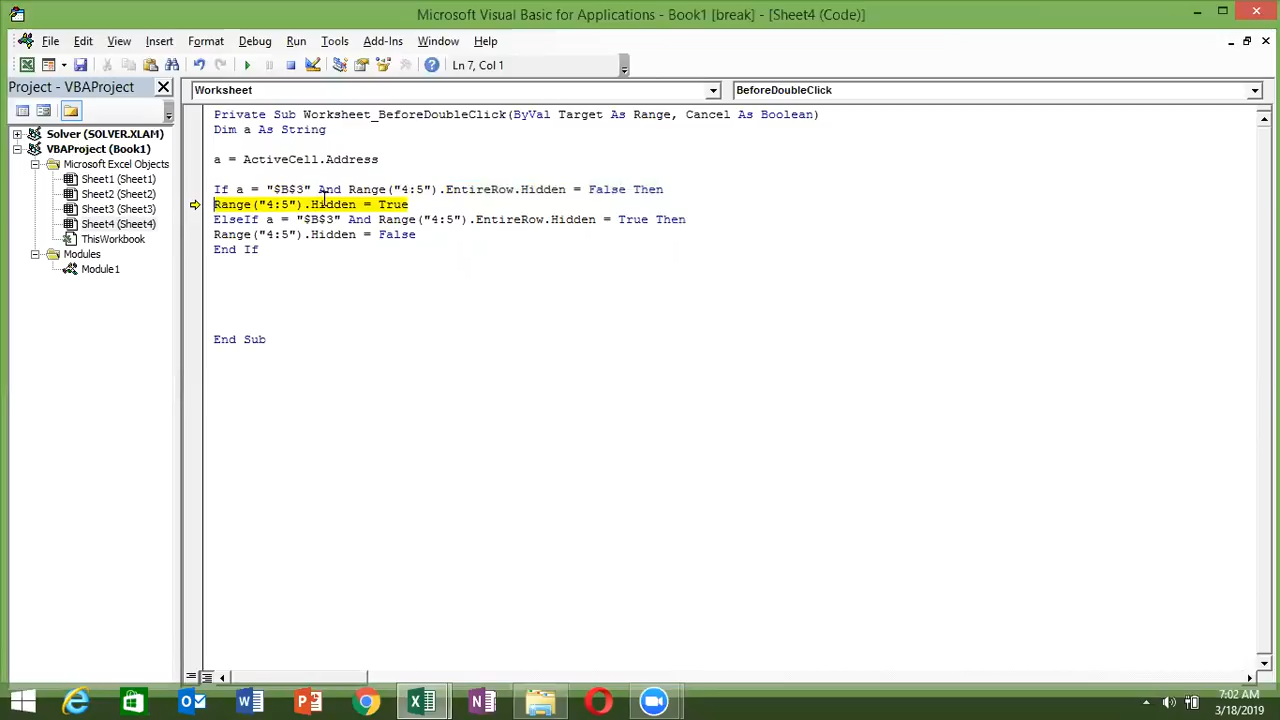 Microsoft Visual Basic for Applications - Book1 [break] - [Sheet4 (Code)]
File Edit View Insert Format Debug Run Tools Add-Ins Window Help
Ln 7, Col 1
Project - VBAProject
Worksheet
BeforeDoubleClick
Solver (SOLVER.XLAM)
VBAProject (Book1)
Microsoft Excel Objects
Sheet1 (Sheet1)
Sheet2 (Sheet2)
Sheet3 (Sheet3)
Sheet4 (Sheet4)
ThisWorkbook
Modules
Module1
Private Sub Worksheet_BeforeDoubleClick(ByVal Target As Range, Cancel As Boolean)
Dim a As String
a = ActiveCell.Address
If a = "$B$3" And Range("4:5").EntireRow.Hidden = False Then
Range("4:5").Hidden = True
ElseIf a = "$B$3" And Range("4:5").EntireRow.Hidden = True Then
Range("4:5").Hidden = False
End If
End Sub
7:02 AM
3/18/2019